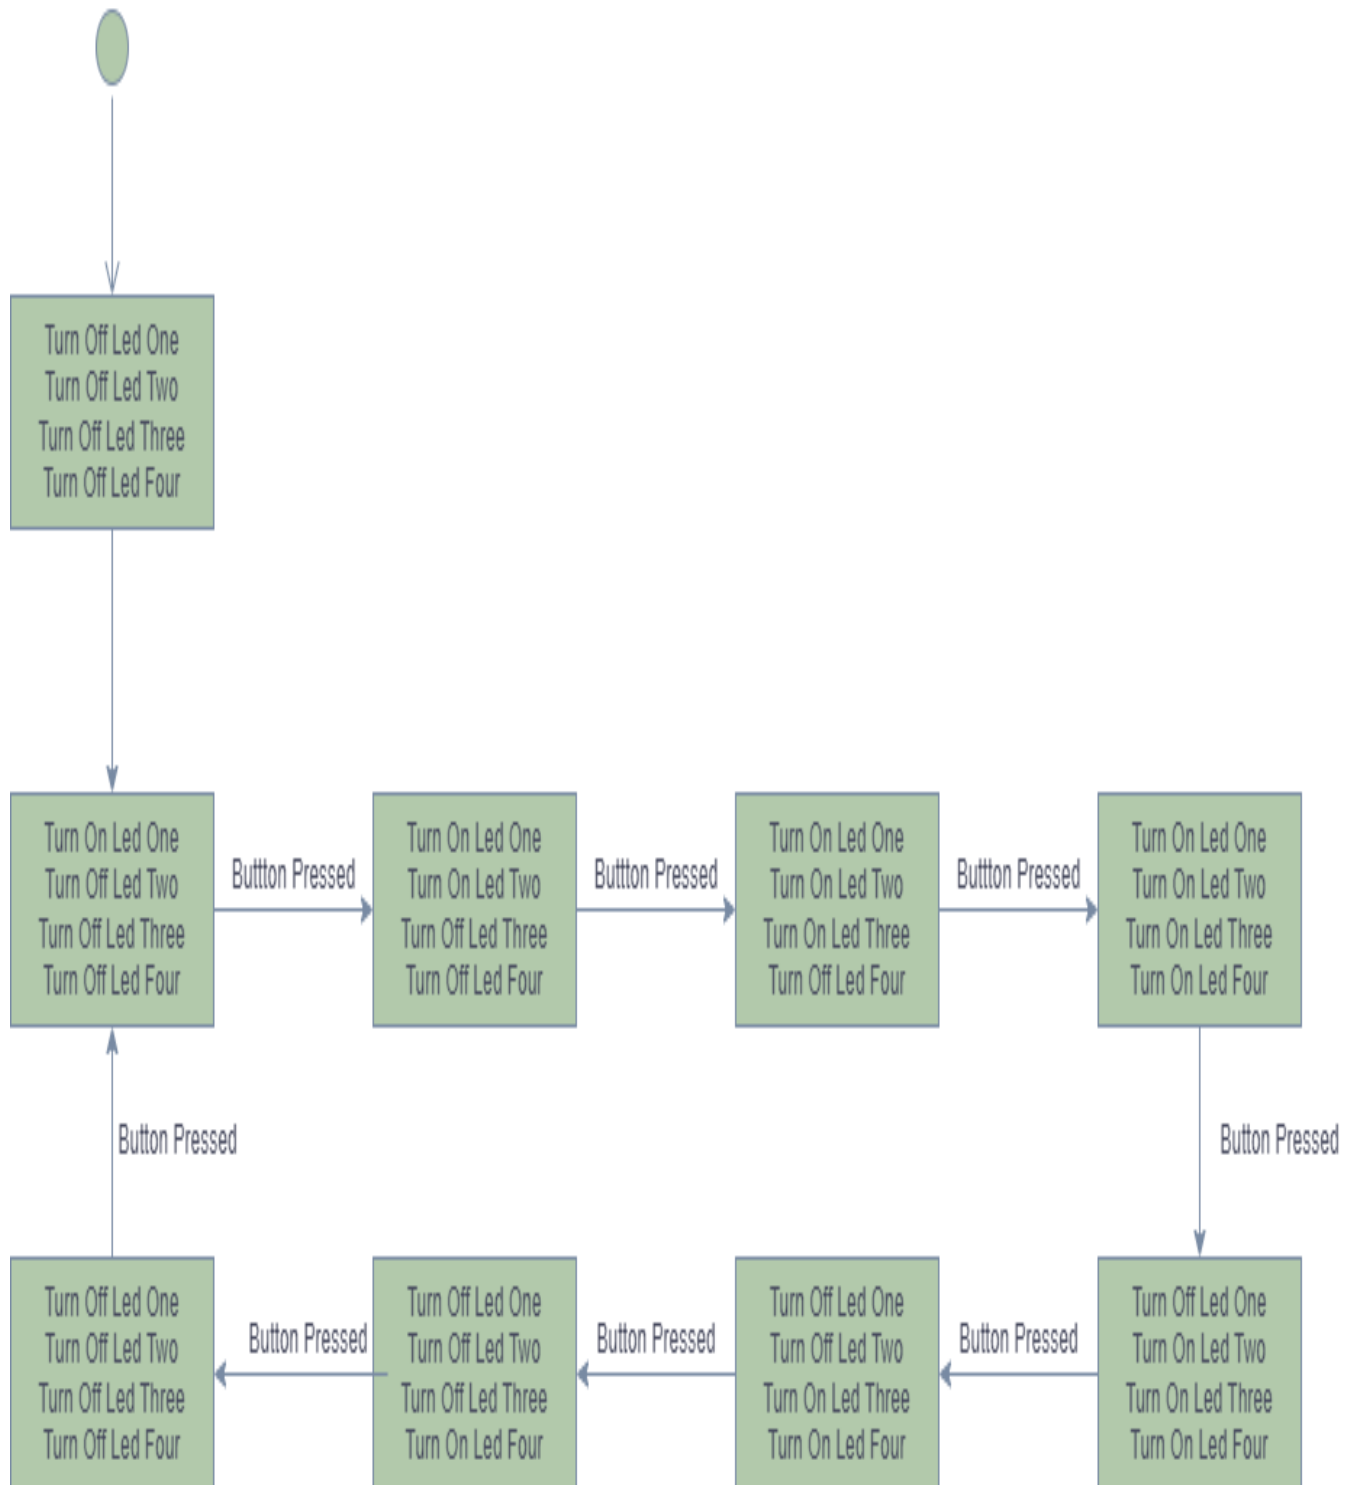 Turn Off Led One
Turn Off Led Two
Turn Off Led Three
Turn Off Led Four
Turn On Led One
Turn Off Led Two
Turn Off Led Three
Turn Off Led Four
Buttton Pressed
Turn On Led One
Turn On Led Two
Turn Off Led Three
Turn Off Led Four
Buttton Pressed
Turn On Led One
Turn On Led Two
Turn On Led Three
Turn Off Led Four
Buttton Pressed
Turn On Led One
Turn On Led Two
Turn On Led Three
Turn On Led Four
Button Pressed
Button Pressed
Turn Off Led One
Turn Off Led Two
Turn Off Led Three
Turn Off Led Four
Button Pressed
Turn Off Led One
Turn Off Led Two
Turn Off Led Three
Turn On Led Four
Button Pressed
Turn Off Led One
Turn Off Led Two
Turn On Led Three
Turn On Led Four
Button Pressed
Turn Off Led One
Turn On Led Two
Turn On Led Three
Turn On Led Four